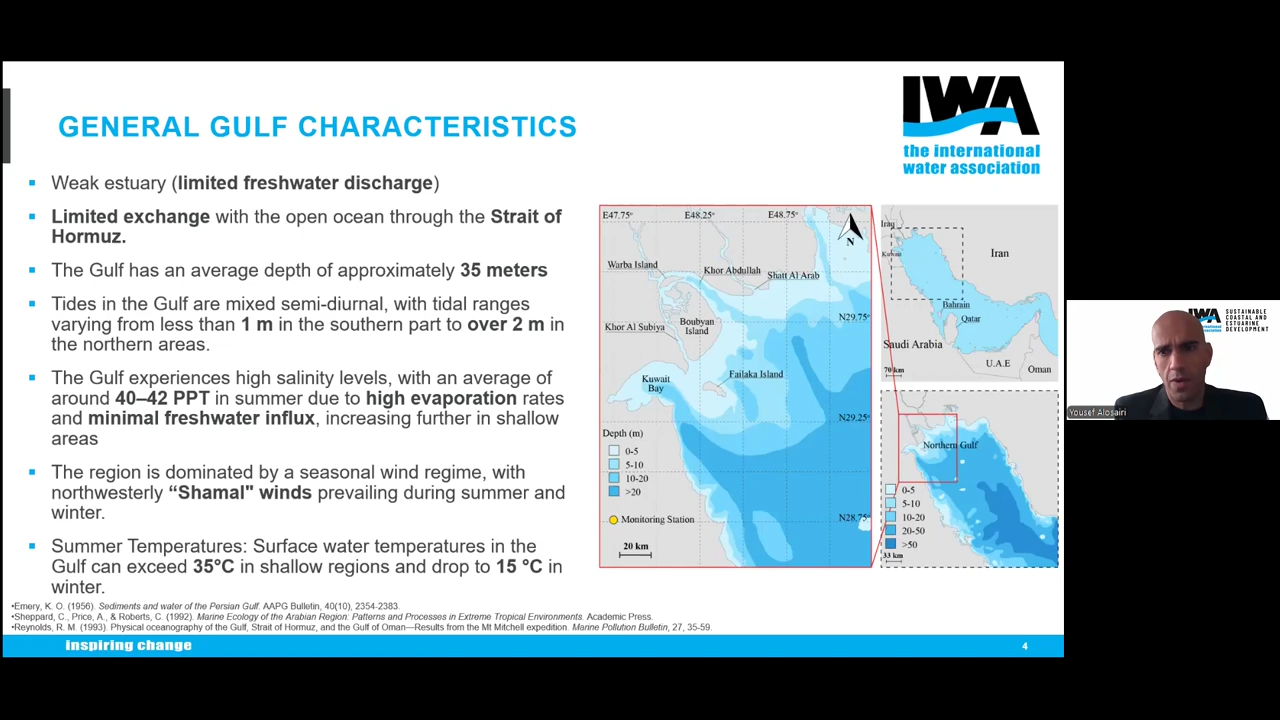 IWA
the international
water association
GENERAL GULF CHARACTERISTICS
▪ Weak estuary (limited freshwater discharge)
▪ Limited exchange with the open ocean through the Strait of
Hormuz.
▪ The Gulf has an average depth of approximately 35 meters
▪ Tides in the Gulf are mixed semi-diurnal, with tidal ranges
varying from less than 1 m in the southern part to over 2 m in
the northern areas.
▪ The Gulf experiences high salinity levels, with an average of
around 40–42 PPT in summer due to high evaporation rates
and minimal freshwater influx, increasing further in shallow
areas
▪ The region is dominated by a seasonal wind regime, with
northwesterly “Shamal" winds prevailing during summer and
winter.
▪ Summer Temperatures: Surface water temperatures in the
Gulf can exceed 35°C in shallow regions and drop to 15 °C in
winter.
•Emery, K. O. (1956). Sediments and water of the Persian Gulf. AAPG Bulletin, 40(10), 2354-2383.
•Sheppard, C., Price, A., & Roberts, C. (1992). Marine Ecology of the Arabian Region: Patterns and Processes in Extreme Tropical Environments. Academic Press.
•Reynolds, R. M. (1993). Physical oceanography of the Gulf, Strait of Hormuz, and the Gulf of Oman—Results from the Mt Mitchell expedition. Marine Pollution Bulletin, 27, 35-59.
inspiring change
4
E47.75° E48.25° E48.75°
N
Warba Island
Khor Abdullah
Shatt Al Arab
Khor Al Subiya
Boubyan
Island
N29.75°
Kuwait
Bay
Failaka Island
N29.25°
Depth (m)
0-5
5-10
10-20
>20
Monitoring Station
N28.75°
20 km
Iraq
Iran
Kuwait
Bahrain
Qatar
Saudi Arabia
U.A.E
Oman
70 km
Northern Gulf
0-5
5-10
10-20
20-50
>50
33 km
IWA
SUSTAINABLE
COASTAL AND
ESTUARINE
DEVELOPMENT
Yousef Alosairi